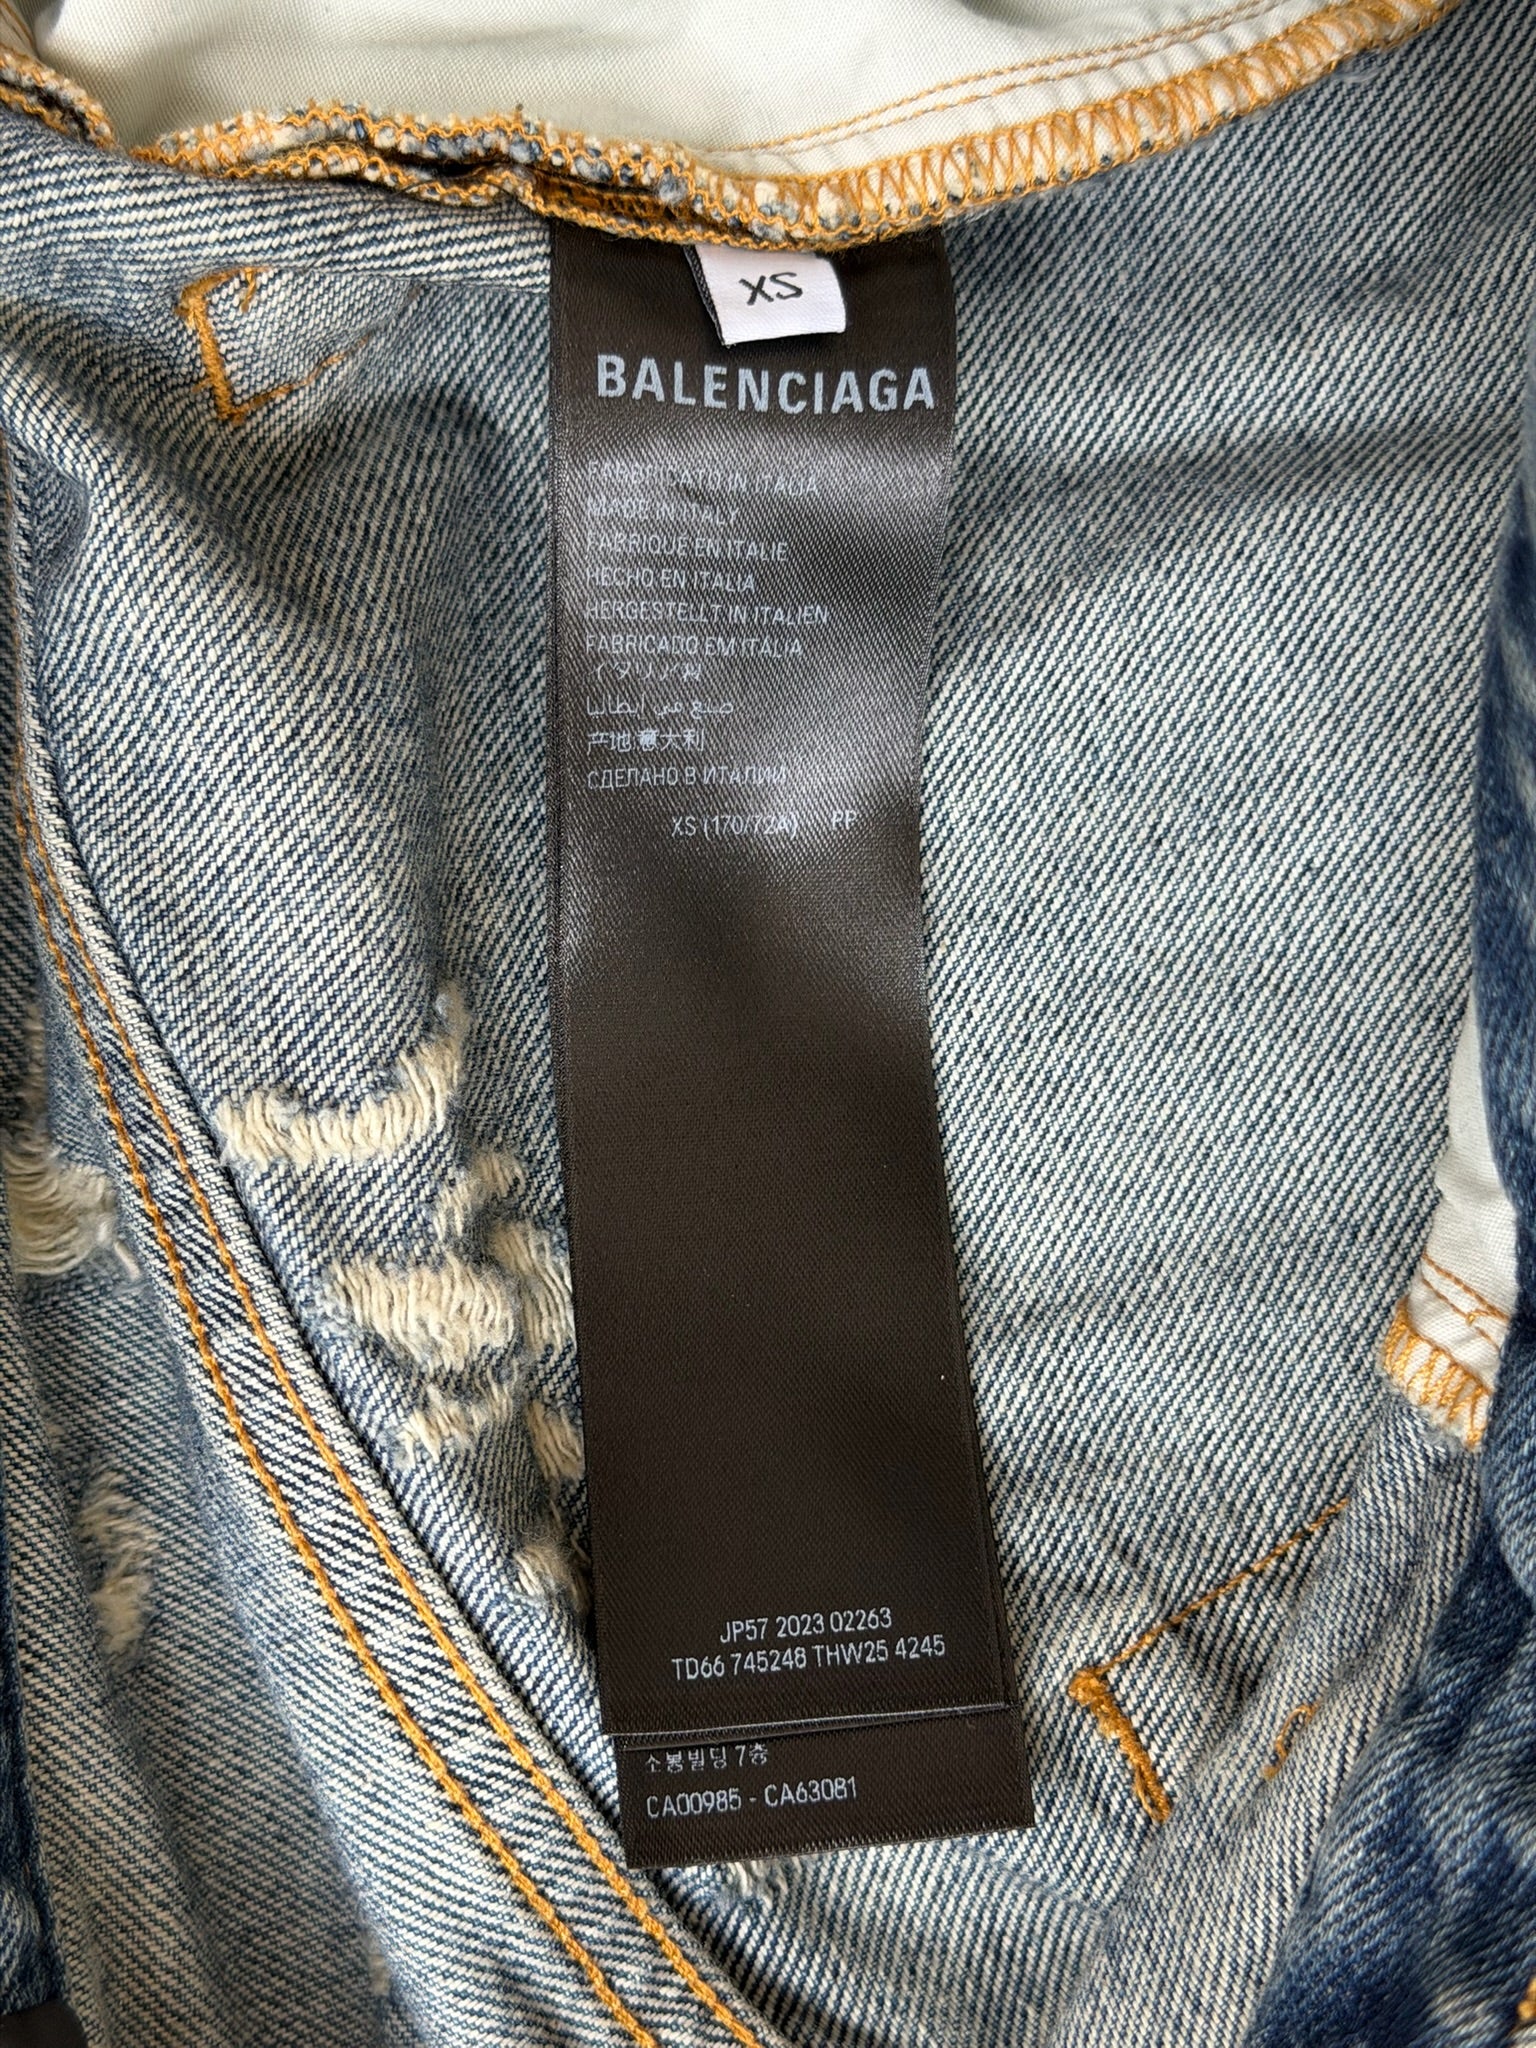 XS
BALENCIAGA
FABBRICATO IN ITALIA
MADE IN ITALY
FABRIQUE EN ITALIE
HECHO EN ITALIA
HERGESTELLT IN ITALIEN
FABRICADO EM ITALIA
イタリア製
صنع في ايطاليا
产地:意大利
СДЕЛАНО В ИТАЛИИ
XS (170/72A) PP
JP57 2023 02263
TD66 745248 THW25 4245
소봉빌딩 7층
CA00985 - CA63081